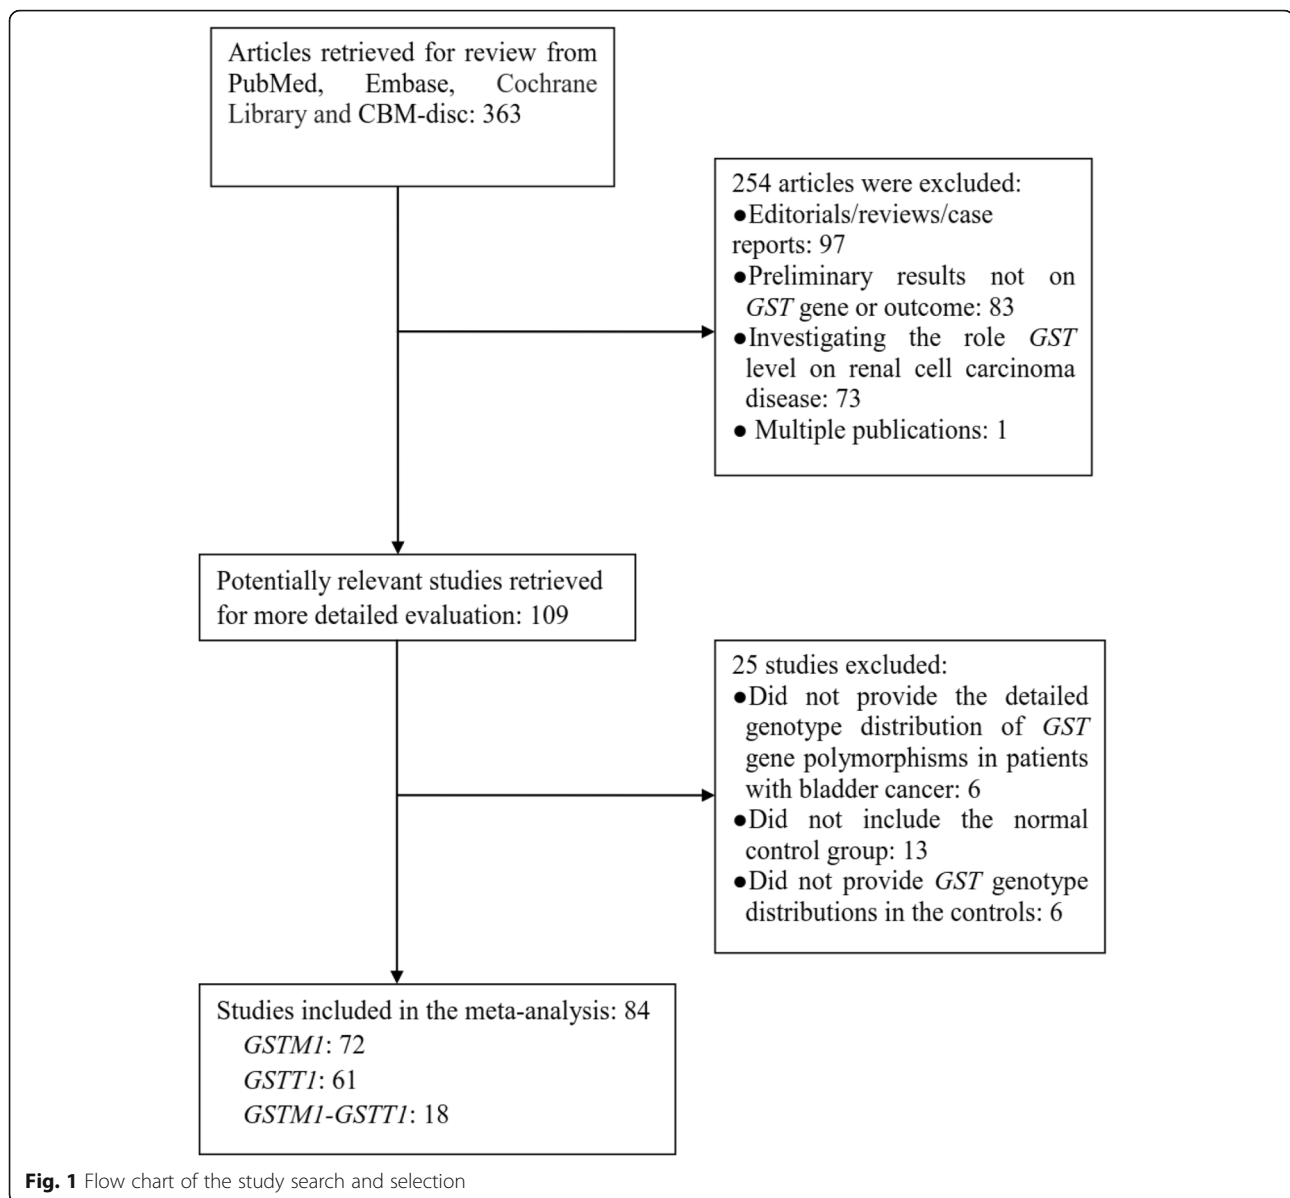 Articles retrieved for review from
PubMed, Embase, Cochrane
Library and CBM-disc: 363
254 articles were excluded:
●Editorials/reviews/case
reports: 97
●Preliminary results not on
GST gene or outcome: 83
●Investigating the role GST
level on renal cell carcinoma
disease: 73
● Multiple publications: 1
Potentially relevant studies retrieved
for more detailed evaluation: 109
25 studies excluded:
●Did not provide the detailed
genotype distribution of GST
gene polymorphisms in patients
with bladder cancer: 6
●Did not include the normal
control group: 13
●Did not provide GST genotype
distributions in the controls: 6
Studies included in the meta-analysis: 84
GSTM1: 72
GSTT1: 61
GSTM1-GSTT1: 18
Fig. 1 Flow chart of the study search and selection